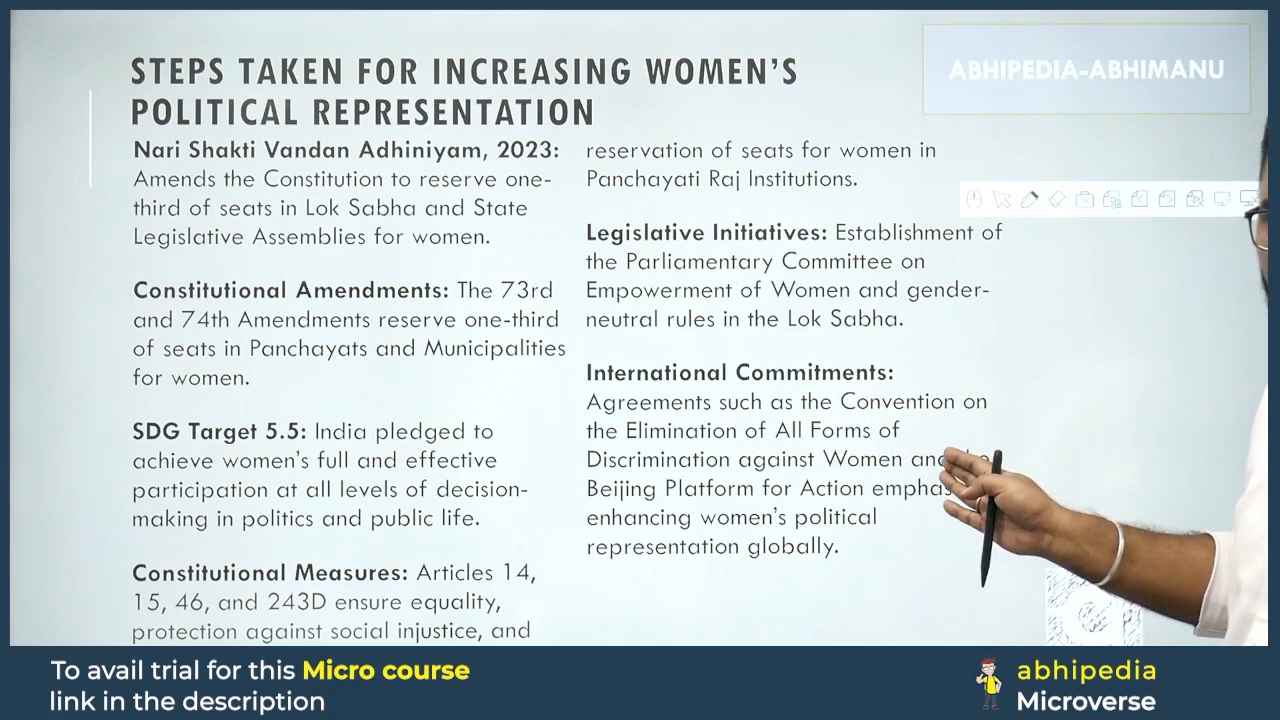 STEPS TAKEN FOR INCREASING WOMEN'S
POLITICAL REPRESENTATION
ABHIPEDIA-ABHIMANU
Nari Shakti Vandan Adhiniyam, 2023:
Amends the Constitution to reserve one-
third of seats in Lok Sabha and State
Legislative Assemblies for women.
Constitutional Amendments: The 73rd
and 74th Amendments reserve one-third
of seats in Panchayats and Municipalities
for women.
SDG Target 5.5: India pledged to
achieve women's full and effective
participation at all levels of decision-
making in politics and public life.
Constitutional Measures: Articles 14,
15, 46, and 243D ensure equality,
protection against social injustice, and
reservation of seats for women in
Panchayati Raj Institutions.
Legislative Initiatives: Establishment of
the Parliamentary Committee on
Empowerment of Women and gender-
neutral rules in the Lok Sabha.
International Commitments:
Agreements such as the Convention on
the Elimination of All Forms of
Discrimination against Women
Beijing Platform for Action
enhancing women's political
representation globally.
To avail trial for this Micro course
link in the description
abhipedia
Microverse